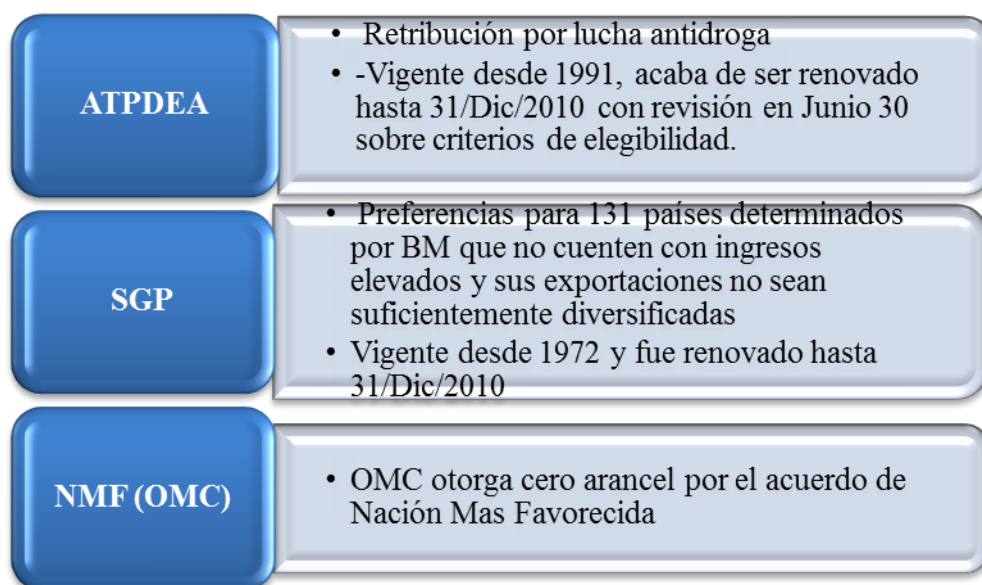 ATPDEA
• Retribución por lucha antidroga
• -Vigente desde 1991, acaba de ser renovado
hasta 31/Dic/2010 con revisión en Junio 30
sobre criterios de elegibilidad.
SGP
• Preferencias para 131 países determinados
por BM que no cuenten con ingresos
elevados y sus exportaciones no sean
suficientemente diversificadas
• Vigente desde 1972 y fue renovado hasta
31/Dic/2010
NMF (OMC)
• OMC otorga cero arancel por el acuerdo de
Nación Mas Favorecida